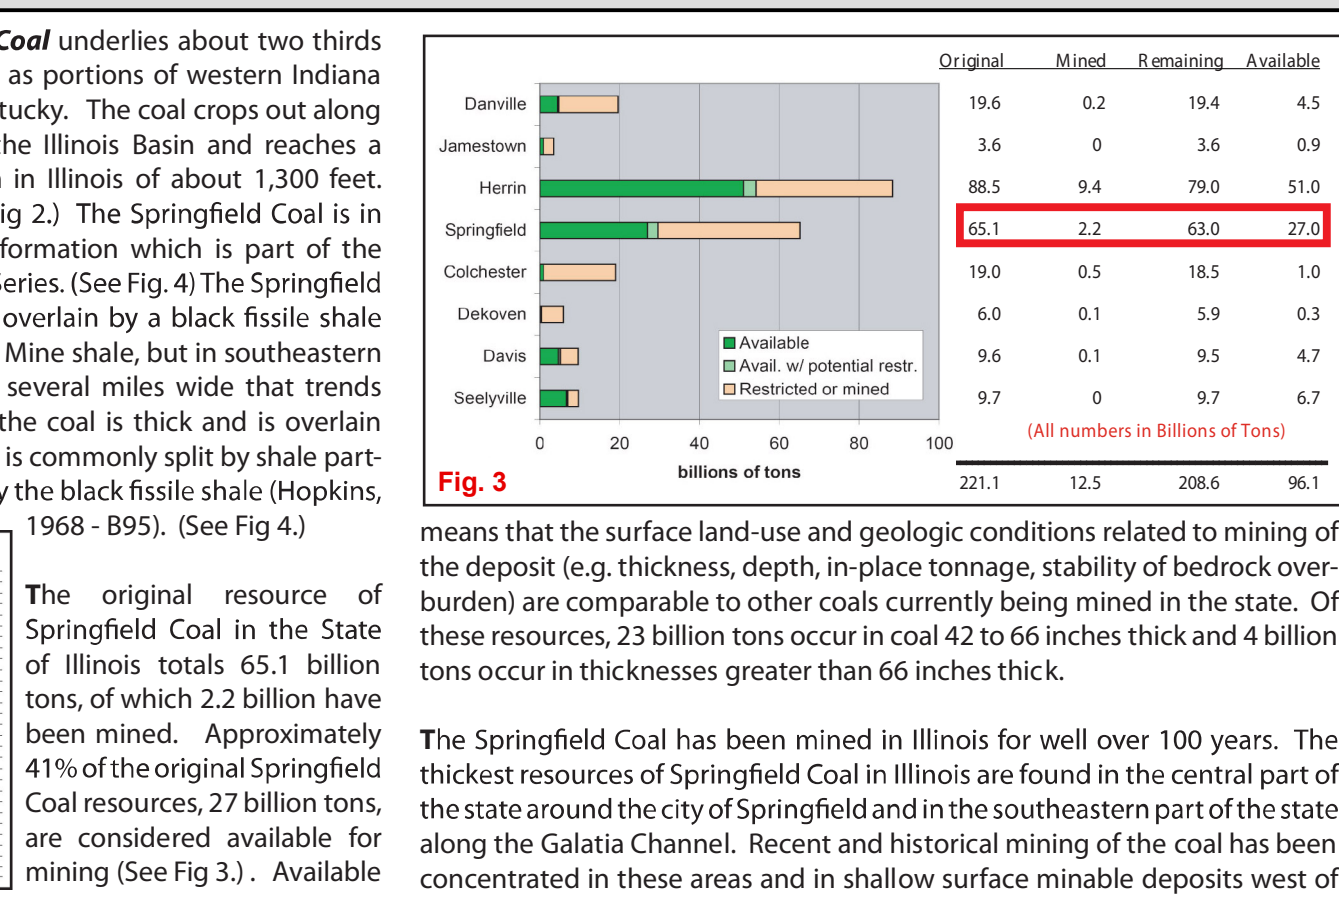 Coal underlies about two thirds
as portions of western Indiana
tucky. The coal crops out along
the Illinois Basin and reaches a
in Illinois of about 1,300 feet.
ig 2.) The Springfield Coal is in
formation which is part of the
Series. (See Fig. 4) The Springfield
overlain by a black fissile shale
Mine shale, but in southeastern
several miles wide that trends
the coal is thick and is overlain
is commonly split by shale part-
y the black fissile shale (Hopkins,
1968 - B95). (See Fig 4.)
The original resource of
Springfield Coal in the State
of Illinois totals 65.1 billion
tons, of which 2.2 billion have
been mined. Approximately
41% of the original Springfield
Coal resources, 27 billion tons,
are considered available for
mining (See Fig 3.) . Available
Original Mined Remaining Available
Danville 19.6 0.2 19.4 4.5
Jamestown 3.6 0 3.6 0.9
Herrin 88.5 9.4 79.0 51.0
Springfield 65.1 2.2 63.0 27.0
Colchester 19.0 0.5 18.5 1.0
Dekoven 6.0 0.1 5.9 0.3
Davis 9.6 0.1 9.5 4.7
Seelyville 9.7 0 9.7 6.7
Available
Avail. w/ potential restr.
Restricted or mined
(All numbers in Billions of Tons)
0 20 40 60 80 100
billions of tons
Fig. 3
221.1 12.5 208.6 96.1
means that the surface land-use and geologic conditions related to mining of
the deposit (e.g. thickness, depth, in-place tonnage, stability of bedrock over-
burden) are comparable to other coals currently being mined in the state. Of
these resources, 23 billion tons occur in coal 42 to 66 inches thick and 4 billion
tons occur in thicknesses greater than 66 inches thick.
The Springfield Coal has been mined in Illinois for well over 100 years. The
thickest resources of Springfield Coal in Illinois are found in the central part of
the state around the city of Springfield and in the southeastern part of the state
along the Galatia Channel. Recent and historical mining of the coal has been
concentrated in these areas and in shallow surface minable deposits west of